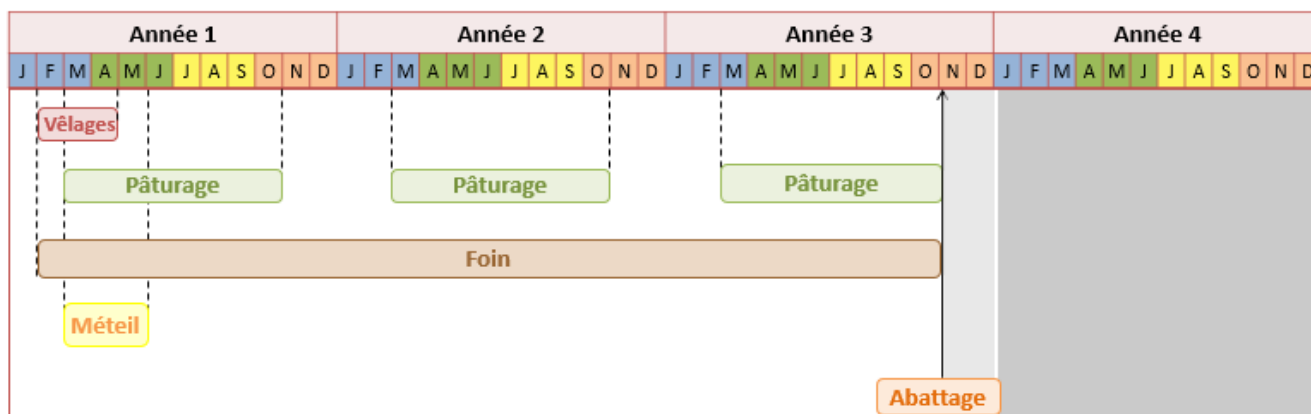 Année 1 Année 2 Année 3 Année 4
J F M A M J J A S O N D J F M A M J J A S O N D J F M A M J J A S O N D J F M A M J J A S O N D
Vêlages
Pâturage Pâturage Pâturage
Foin
Méteil
Abattage